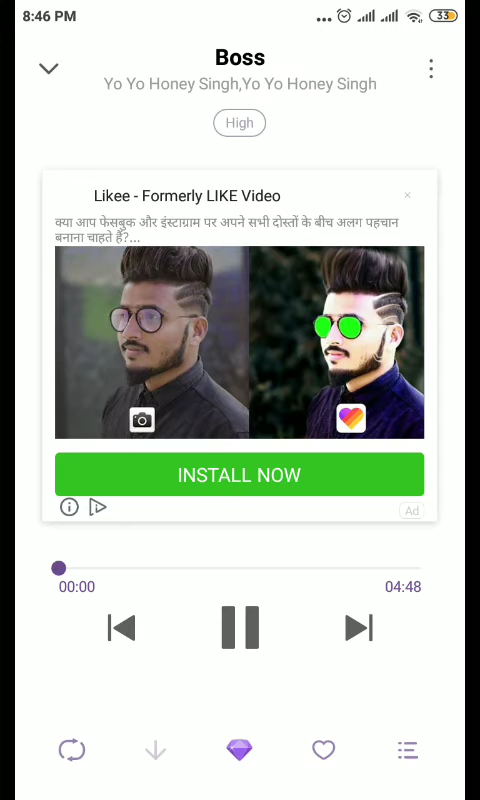 8:46 PM
33
Boss
Yo Yo Honey Singh,Yo Yo Honey Singh
High
Likee - Formerly LIKE Video
क्या आप फेसबुक और इंस्टाग्राम पर अपने सभी दोस्तों के बीच अलग पहचान
बनाना चाहते हैं?...
INSTALL NOW
Ad
00:00
04:48